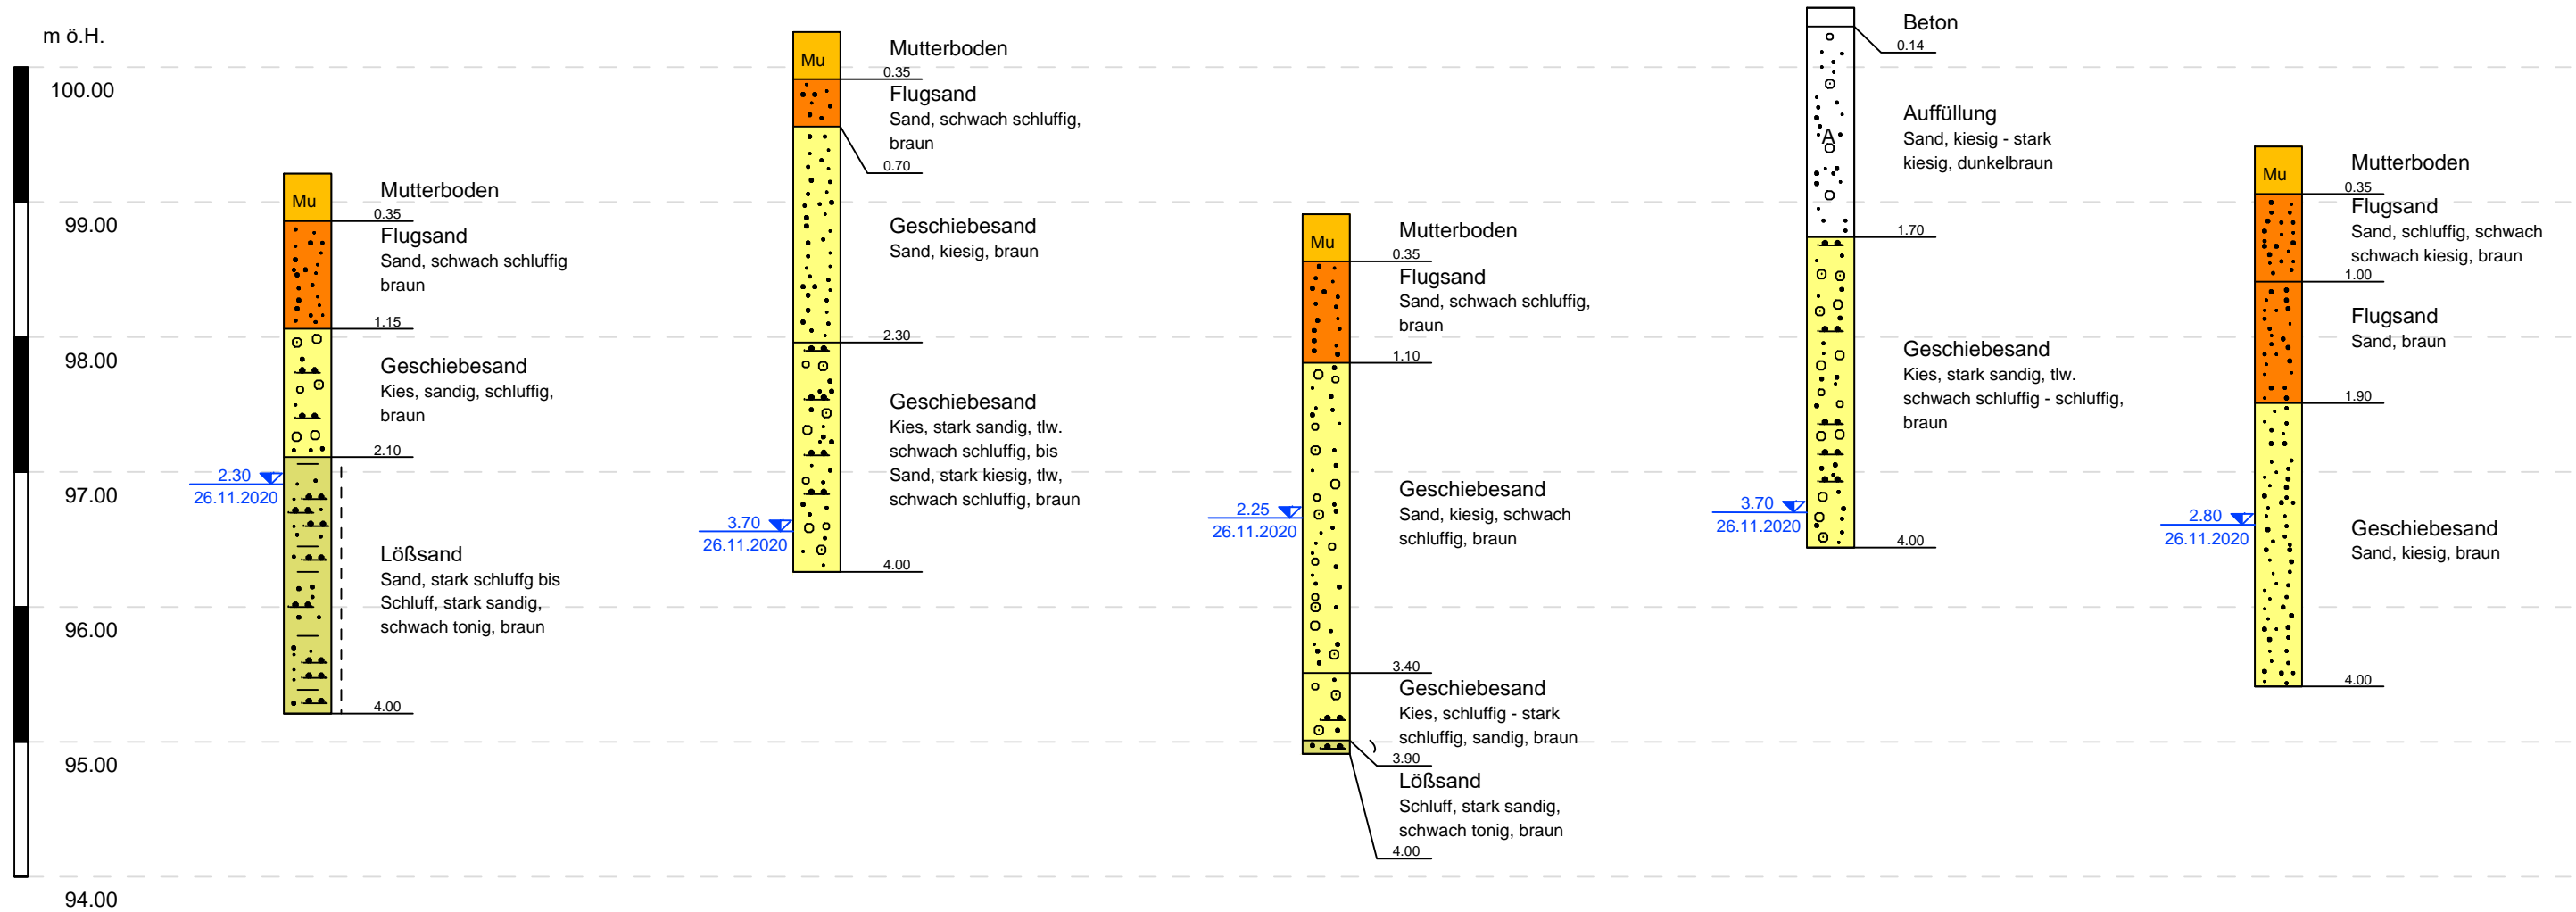 m ö.H.
100.00
99.00
98.00
97.00
96.00
95.00
94.00
Mu
Mutterboden
0.35
Flugsand
Sand, schwach schluffig
braun
1.15
Geschiebesand
Kies, sandig, schluffig,
braun
2.10
2.30
26.11.2020
Lößsand
Sand, stark schluffg bis
Schluff, stark sandig,
schwach tonig, braun
4.00
Mu
Mutterboden
0.35
Flugsand
Sand, schwach schluffig,
braun
0.70
Geschiebesand
Sand, kiesig, braun
2.30
Geschiebesand
Kies, stark sandig, tlw.
schwach schluffig, bis
Sand, stark kiesig, tlw,
schwach schluffig, braun
3.70
26.11.2020
4.00
Mu
Mutterboden
0.35
Flugsand
Sand, schwach schluffig,
braun
1.10
2.25
26.11.2020
Geschiebesand
Sand, kiesig, schwach
schluffig, braun
3.40
Geschiebesand
Kies, schluffig - stark
schluffig, sandig, braun
3.90
Lößsand
Schluff, stark sandig,
schwach tonig, braun
4.00
Beton
0.14
A
Auffüllung
Sand, kiesig - stark
kiesig, dunkelbraun
1.70
Geschiebesand
Kies, stark sandig, tlw.
schwach schluffig - schluffig,
braun
3.70
26.11.2020
4.00
Mu
Mutterboden
0.35
Flugsand
Sand, schluffig, schwach
schwach kiesig, braun
1.00
Flugsand
Sand, braun
1.90
2.80
26.11.2020
Geschiebesand
Sand, kiesig, braun
4.00